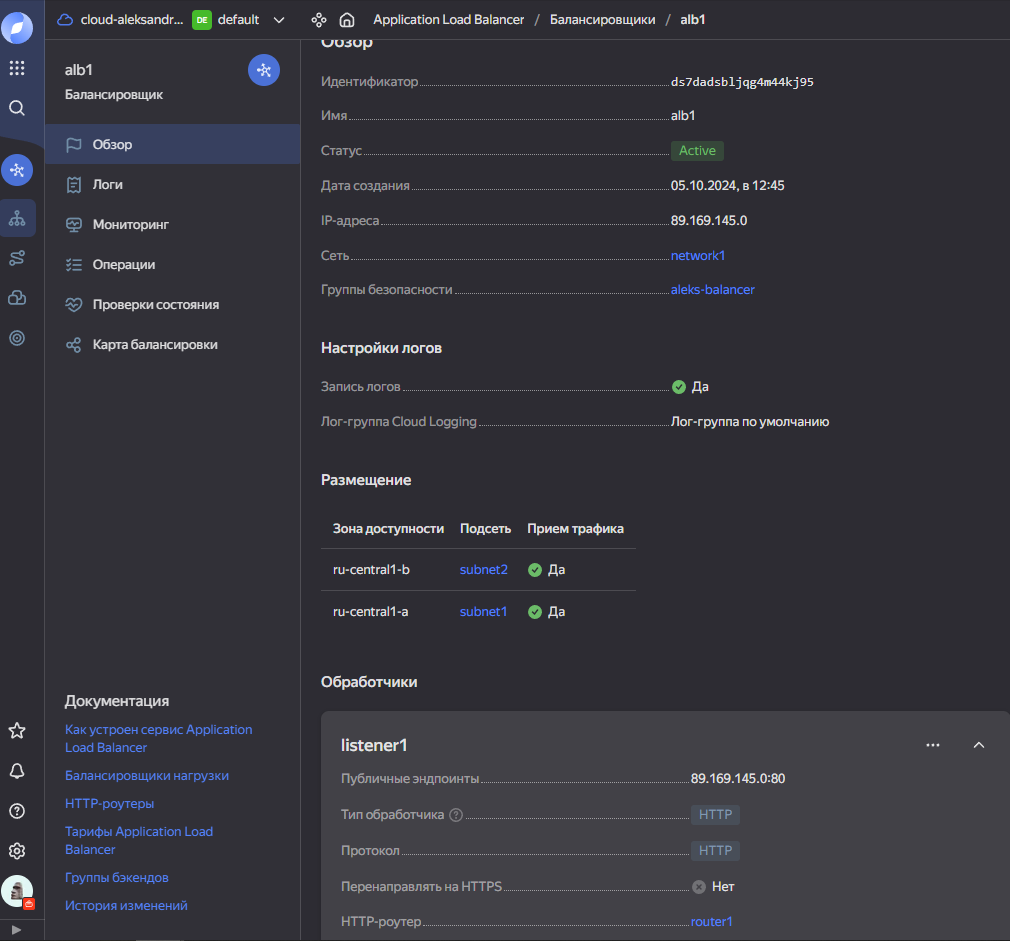 cloud-aleksandr... DE default
Application Load Balancer / Балансировщики / alb1
alb1
Балансировщик
Обзор
Логи
Мониторинг
Операции
Проверки состояния
Карта балансировки
Документация
Как устроен сервис Application
Load Balancer
Балансировщики нагрузки
HTTP-роутеры
Тарифы Application Load
Balancer
Группы бэкендов
История изменений
Обзор
Идентификатор ds7dadsbljqg4m44kj95
Имя alb1
Статус Active
Дата создания 05.10.2024, в 12:45
IP-адреса 89.169.145.0
Сеть network1
Группы безопасности aleks-balancer
Настройки логов
Запись логов Да
Лог-группа Cloud Logging Лог-группа по умолчанию
Размещение
Зона доступности Подсеть Прием трафика
ru-central1-b subnet2 Да
ru-central1-a subnet1 Да
Обработчики
listener1
Публичные эндпоинты 89.169.145.0:80
Тип обработчика HTTP
Протокол HTTP
Перенаправлять на HTTPS Нет
HTTP-роутер router1